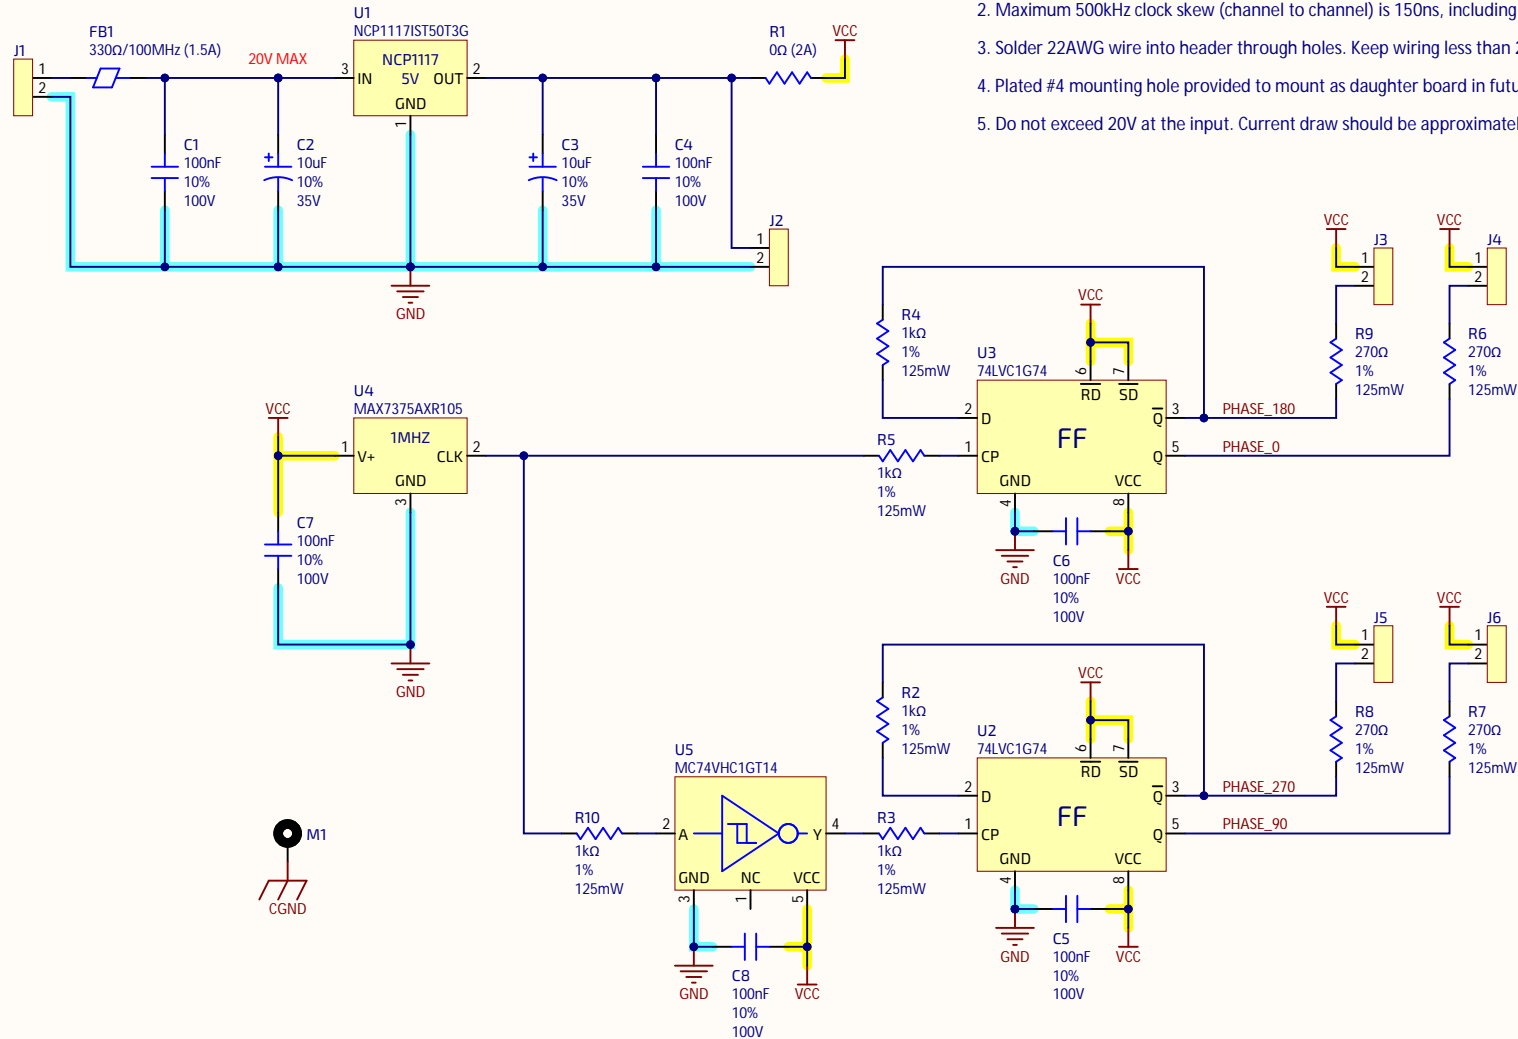 2. Maximum 500kHz clock skew (channel to channel) is 150ns, including
3. Solder 22AWG wire into header through holes. Keep wiring less than
4. Plated #4 mounting hole provided to mount as daughter board in
5. Do not exceed 20V at the input. Current draw should be
J1
1
2
FB1
330Ω/100MHz (1.5A)
20V MAX
U1
NCP1117IST50T3G
NCP1117
3 IN 5V OUT 2
GND
1
R1
0Ω (2A)
VCC
C1
100nF
10%
100V
C2
+
10uF
10%
35V
C3
+
10uF
10%
35V
C4
100nF
10%
100V
J2
1
2
GND
VCC
U4
MAX7375AXR105
1MHZ
1 V+ CLK 2
GND
3
C7
100nF
10%
100V
GND
R4
1kΩ
1%
125mW
R5
1kΩ
1%
125mW
VCC
U3
74LVC1G74
6 7
RD SD
2 D Q 3
FF
1 CP Q 5
GND VCC
4 8
C6
100nF
10%
100V
GND
VCC
PHASE_180
PHASE_0
VCC
J3
1
2
R9
270Ω
1%
125mW
VCC
J4
1
2
R6
270Ω
1%
125mW
R2
1kΩ
1%
125mW
R3
1kΩ
1%
125mW
VCC
U2
74LVC1G74
6 7
RD SD
2 D Q 3
FF
1 CP Q 5
GND VCC
4 8
C5
100nF
10%
100V
GND
VCC
PHASE_270
PHASE_90
VCC
J5
1
2
R8
270Ω
1%
125mW
VCC
J6
1
2
R7
270Ω
1%
125mW
M1
CGND
R10
1kΩ
1%
125mW
U5
MC74VHC1GT14
2 A Y 4
GND NC VCC
3 1 5
C8
100nF
10%
100V
GND
VCC